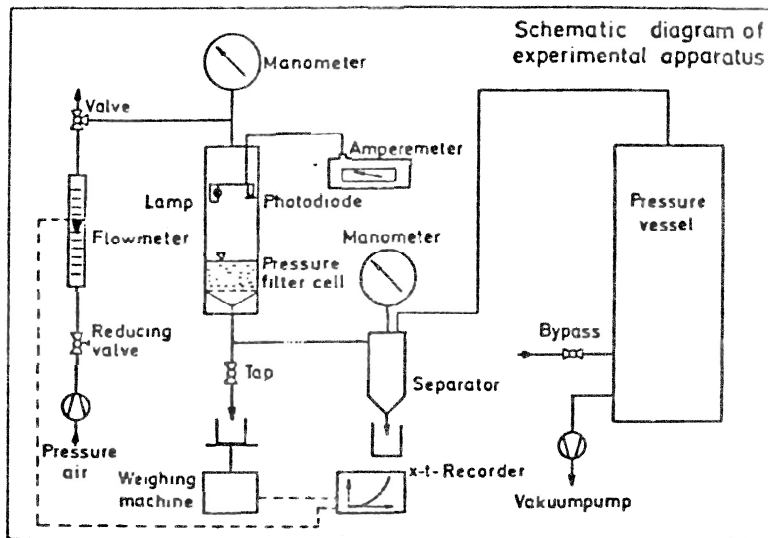 Schematic diagram of
experimental apparatus
Manometer
Valve
Amperemeter
Lamp
Photodiode
Pressure
vessel
Flowmeter
Manometer
Pressure
filter cell
Reducing
valve
Bypass
Tap
Separator
Pressure
air
Weighing
machine
x-t-Recorder
Vakuumpump